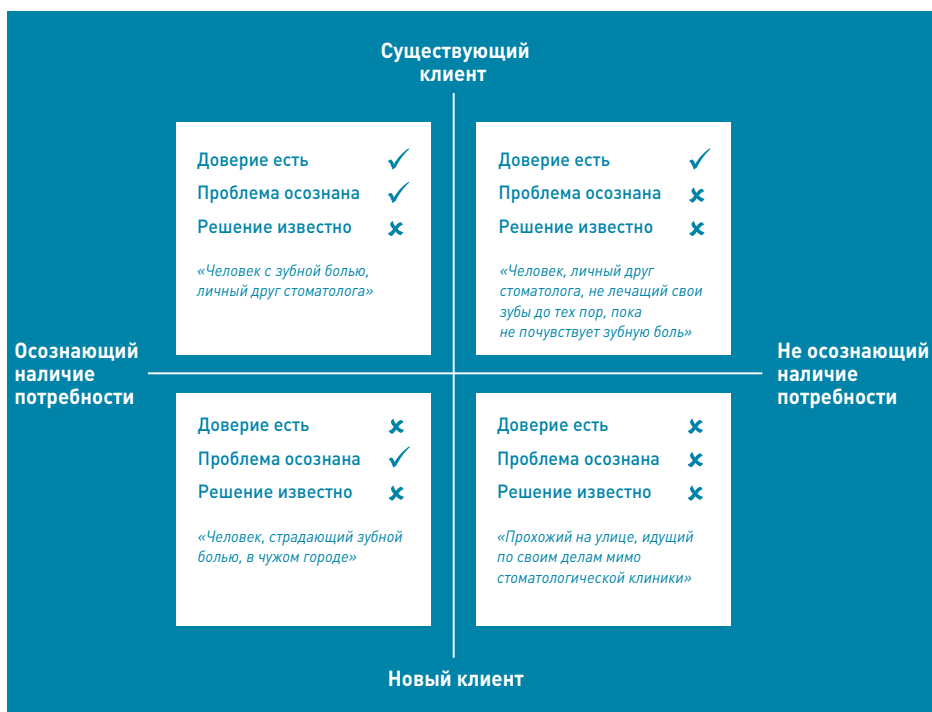 Существующий
клиент
Доверие есть ✓
Проблема осознана ✓
Решение известно ✗
«Человек с зубной болью,
личный друг стоматолога»
Доверие есть ✓
Проблема осознана ✗
Решение известно ✗
«Человек, личный друг
стоматолога, не лечащий свои
зубы до тех пор, пока
не почувствует зубную боль»
Осознающий
наличие
потребности
Не осознающий
наличие
потребности
Доверие есть ✗
Проблема осознана ✓
Решение известно ✗
«Человек, страдающий зубной
болью, в чужом городе»
Доверие есть ✗
Проблема осознана ✗
Решение известно ✗
«Прохожий на улице, идущий
по своим делам мимо
стоматологической клиники»
Новый клиент